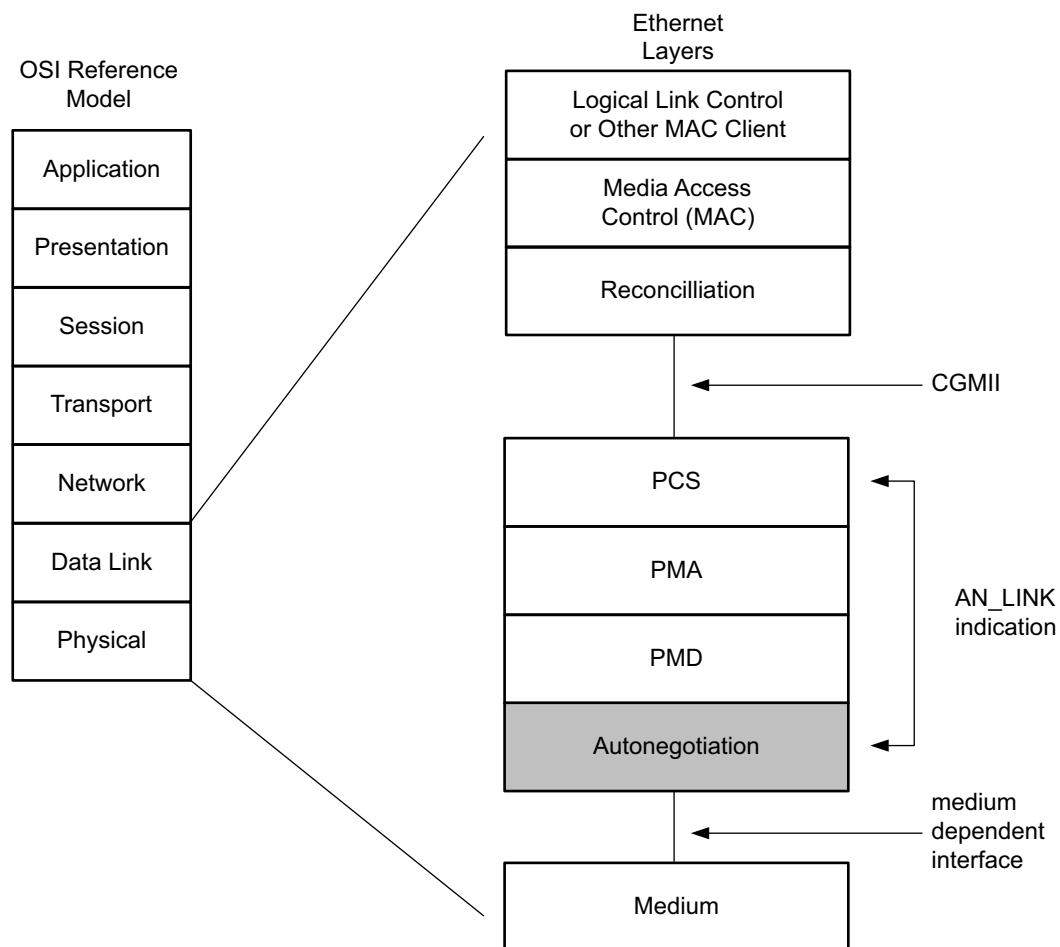 OSI Reference
Model
Application
Presentation
Session
Transport
Network
Data Link
Physical
Ethernet
Layers
Logical Link Control
or Other MAC Client
Media Access
Control (MAC)
Reconcilliation
CGMII
PCS
PMA
PMD
Autonegotiation
AN_LINK
indication
medium
dependent
interface
Medium